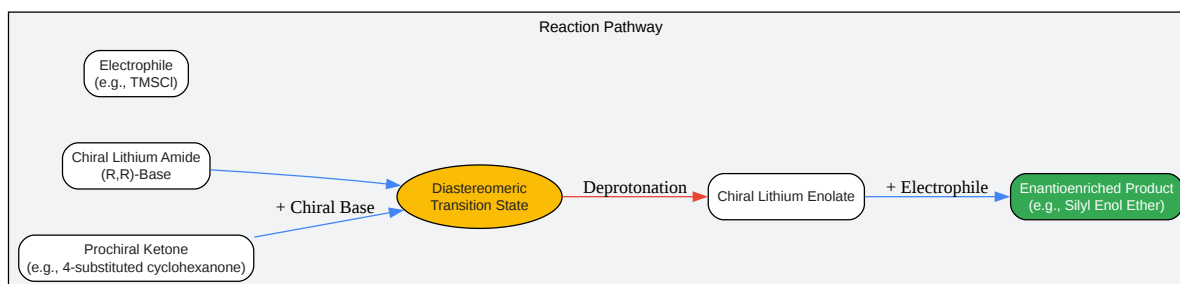 Reaction Pathway
Electrophile
(e.g., TMSCl)
Chiral Lithium Amide
(R,R)-Base
+ Chiral Base
Prochiral Ketone
(e.g., 4-substituted cyclohexanone)
Diastereomeric
Transition State
Deprotonation
Chiral Lithium Enolate
+ Electrophile
Enantioenriched Product
(e.g., Silyl Enol Ether)